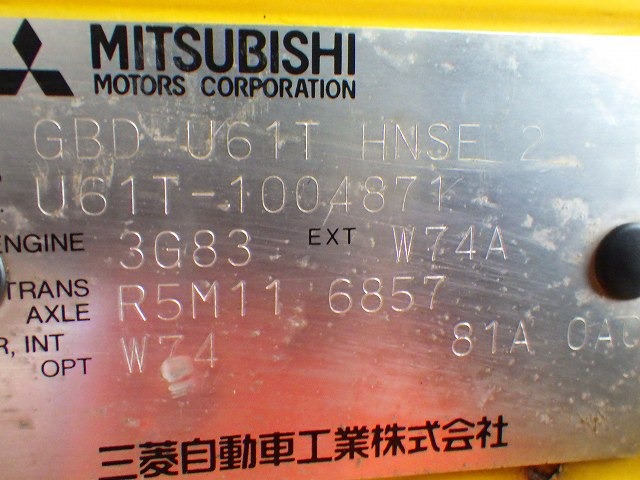 MITSUBISHI
MOTORS CORPORATION
GBD-U61T HNSE 2
U61T-1004871
ENGINE 3G83 EXT W74A
TRANS AXLE R5M11 6857
R, INT OPT W74 81A 0A0
三菱自動車工業株式会社